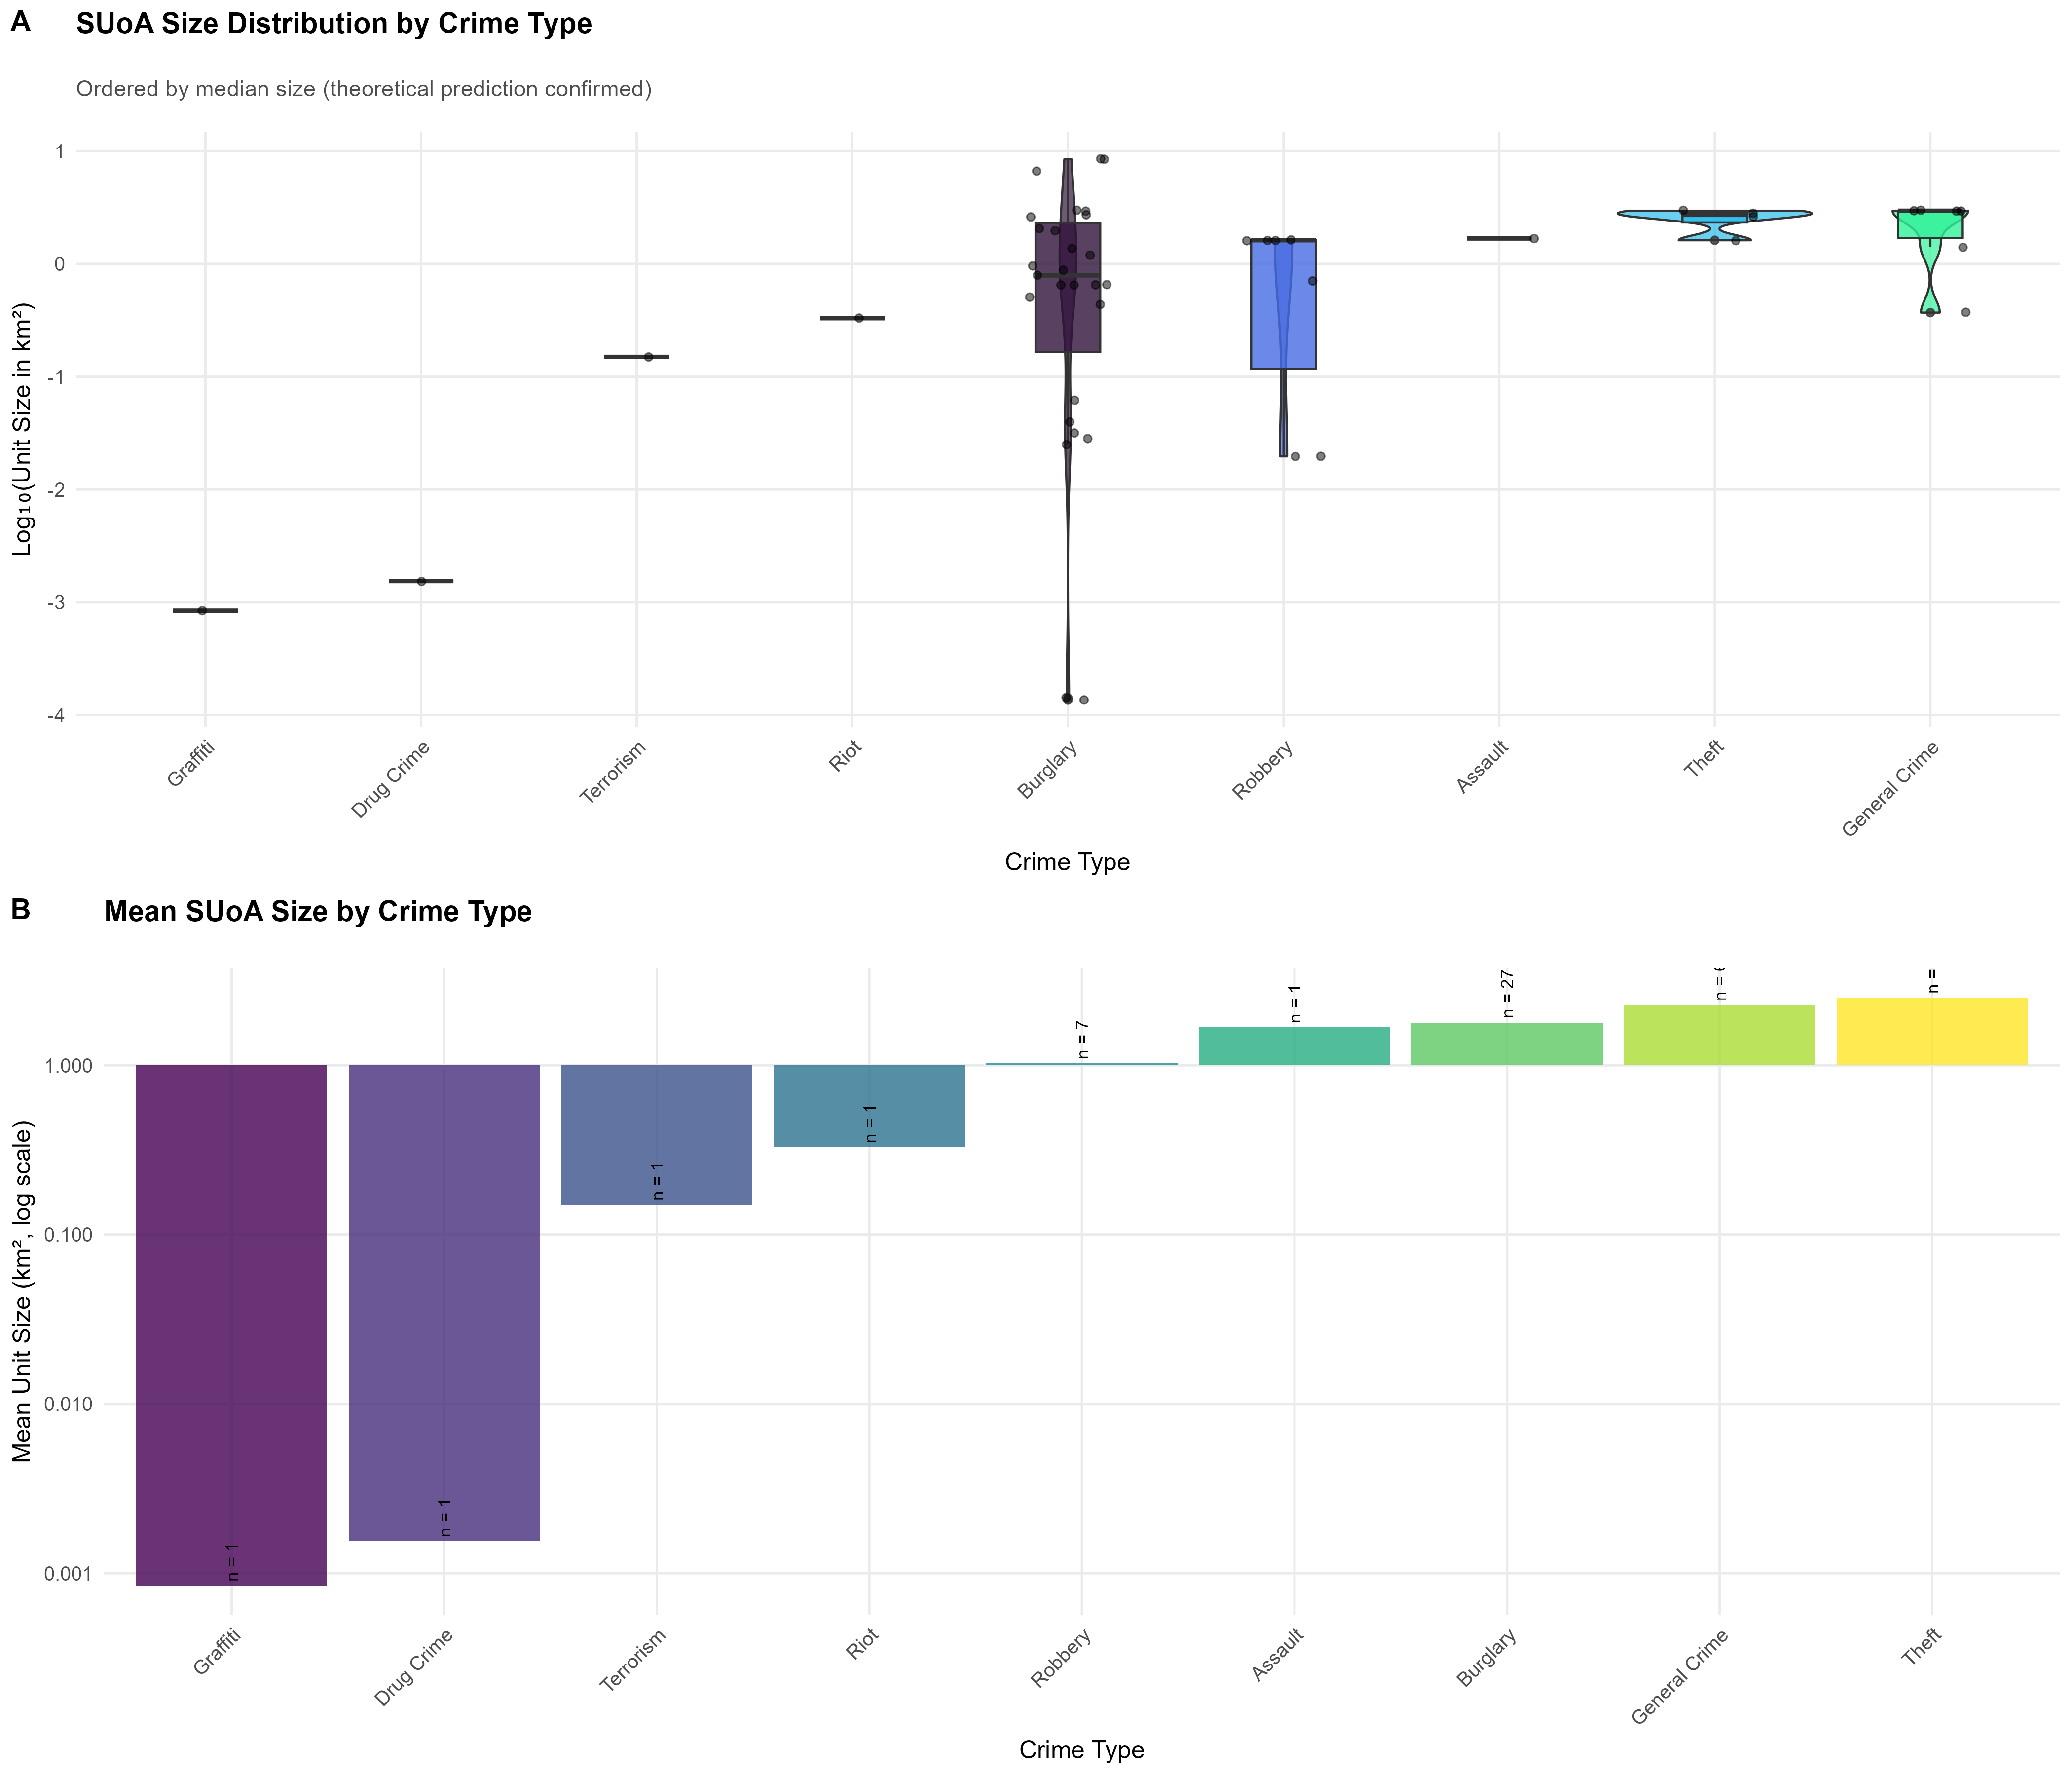 A
SUoA Size Distribution by Crime Type
Ordered by median size (theoretical prediction confirmed)
Log₁₀(Unit Size in km²)
1
0
-1
-2
-3
-4
Graffiti
Drug Crime
Terrorism
Riot
Burglary
Robbery
Assault
Theft
General Crime
Crime Type
B
Mean SUoA Size by Crime Type
Mean Unit Size (km², log scale)
1.000
0.100
0.010
0.001
n = 1
n = 1
n = 1
n = 1
n = 7
n = 1
n = 27
n =
n =
Graffiti
Drug Crime
Terrorism
Riot
Robbery
Assault
Burglary
General Crime
Theft
Crime Type